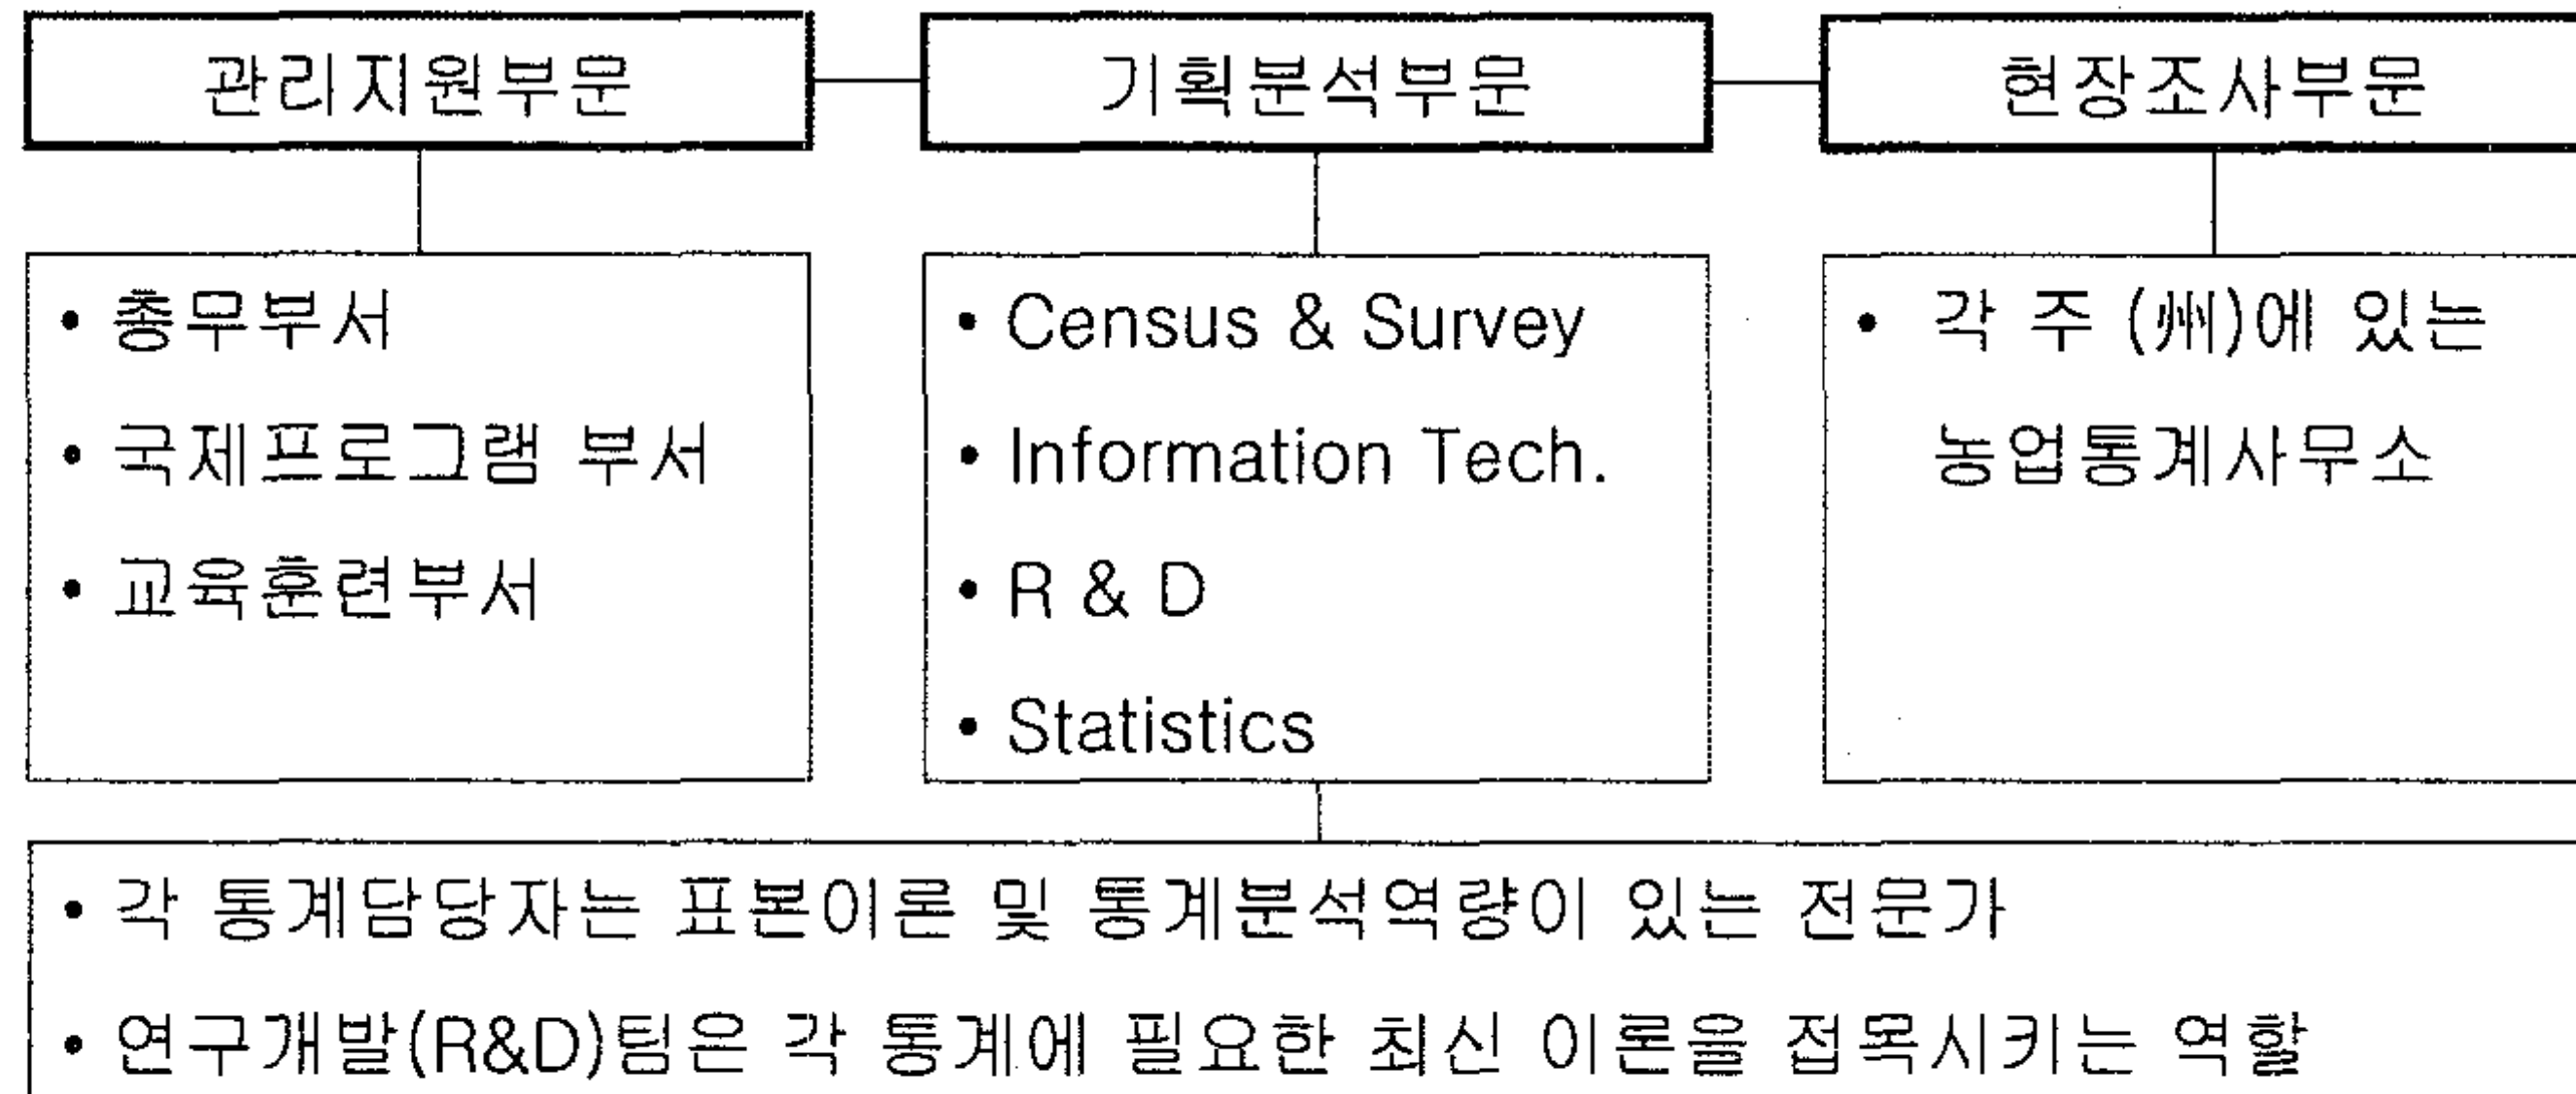 관리지원부문
기획분석부문
현장조사부문
• 총무부서
• 국제프로그램 부서
• 교육훈련부서
• Census & Survey
• Information Tech.
• R & D
• Statistics
• 각 주 (州)에 있는
농업통계사무소
• 각 통계담당자는 표본이론 및 통계분석역량이 있는 전문가
• 연구개발(R&D)팀은 각 통계에 필요한 최신 이론을 접목시키는 역할